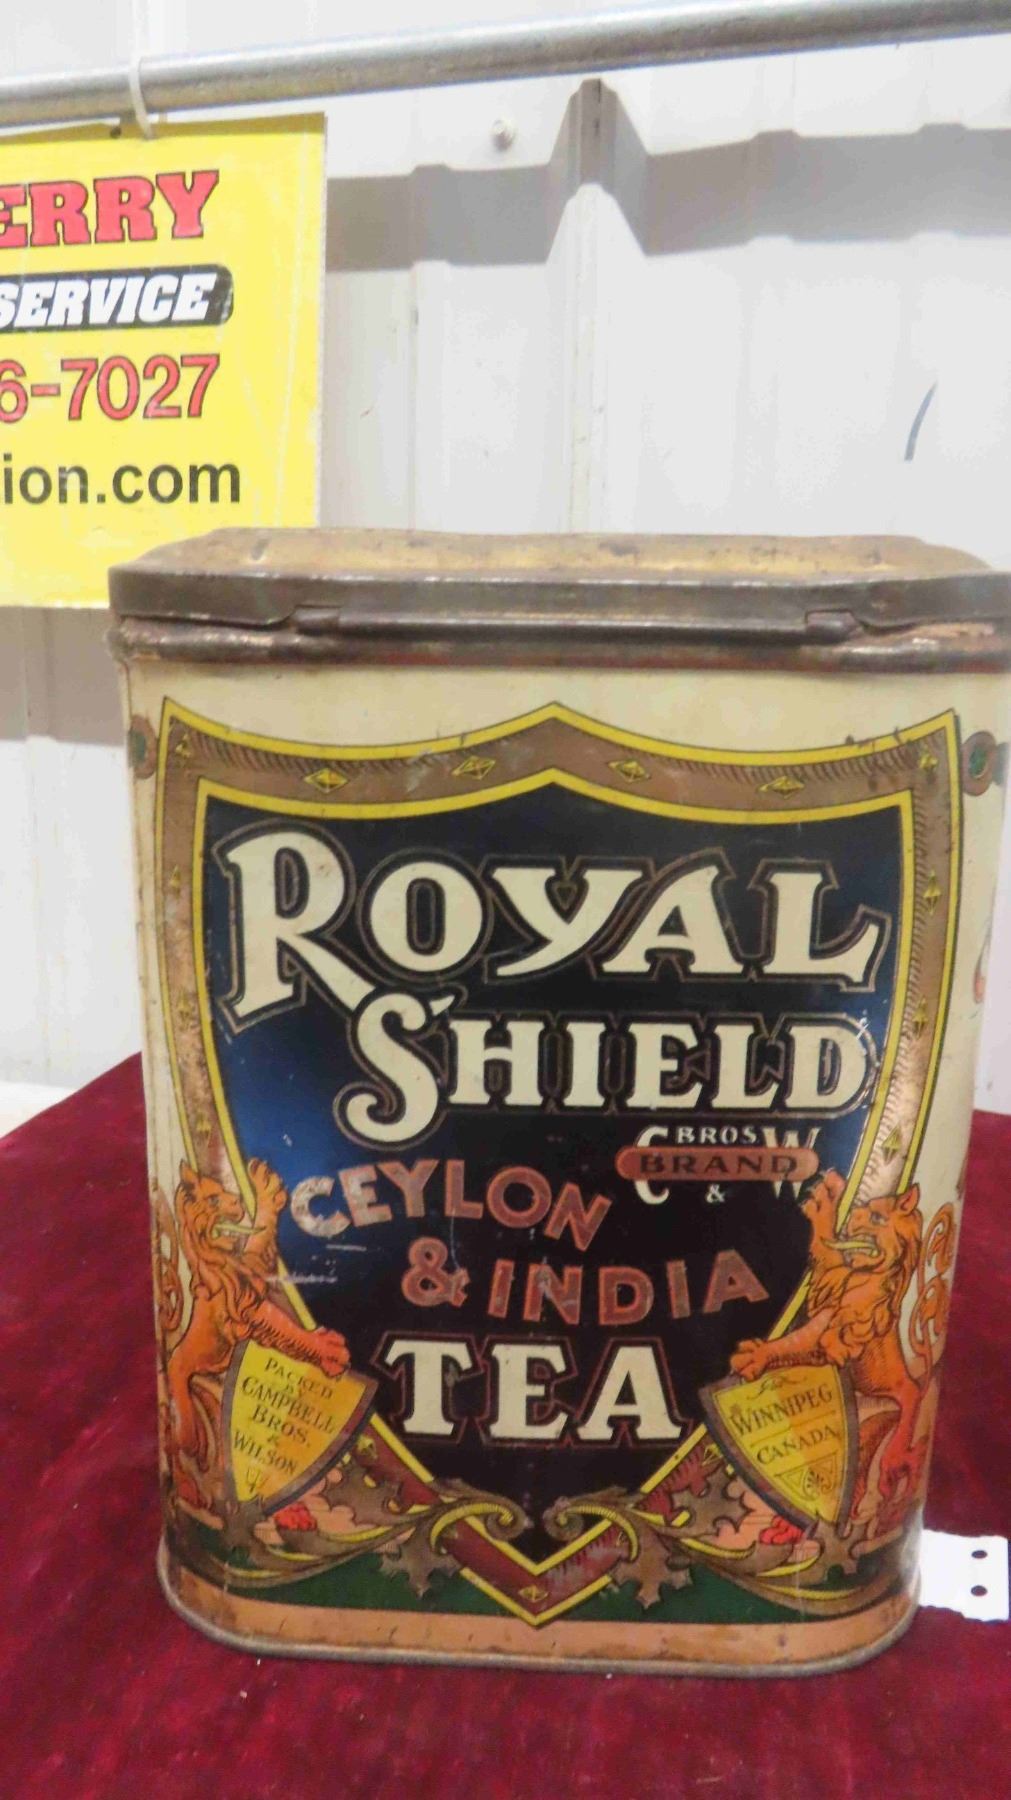 ERRY
SERVICE
6-7027
ion.com
ROYAL
SHIELD
C BROS W
BRAND
&
CEYLON
& INDIA
TEA
PACKED
BY
CAMPBELL
BROS.
&
WILSON
WINNIPEG
CANADA